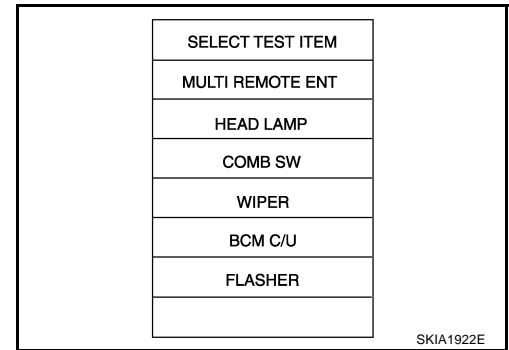 SELECT TEST ITEM
MULTI REMOTE ENT
HEAD LAMP
COMB SW
WIPER
BCM C/U
FLASHER
SKIA1922E